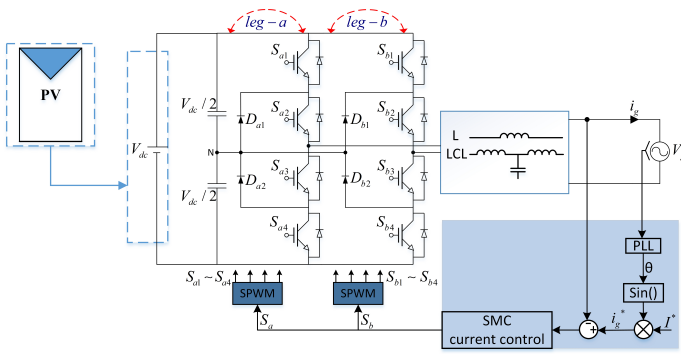 leg-a
leg-b
PV
V_dc
V_dc / 2
V_dc / 2
N
S_a1
S_a2
S_a3
S_a4
D_a1
D_a2
S_b1
S_b2
S_b3
S_b4
D_b1
D_b2
L
LCL
i_g
PLL
θ
Sin()
I*
i_g*
- +
SMC
current control
S_a1 ~ S_a4
S_b1 ~ S_b4
SPWM
SPWM
S_a
S_b